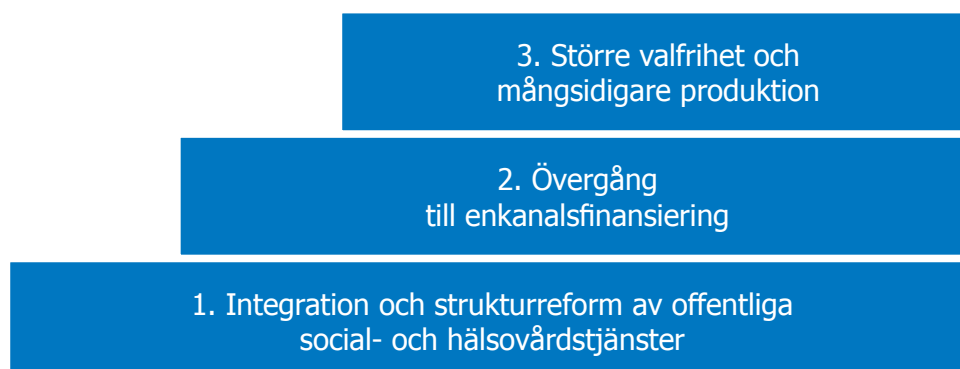 3. Större valfrihet och
mångsidigare produktion
2. Övergång
till enkanalsfinansiering
1. Integration och strukturreform av offentliga
social- och hälsovårdstjänster